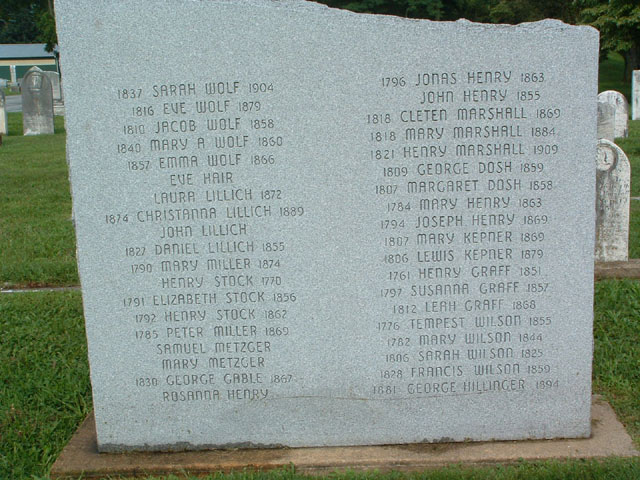 1837 SARAH WOLF 1904
1816 EVE WOLF 1879
1810 JACOB WOLF 1858
1840 MARY A WOLF 1860
1857 EMMA WOLF 1866
EVE HAIR
LAURA LILLICH 1872
1874 CHRISTANNA LILLICH 1889
JOHN LILLICH
1827 DANIEL LILLICH 1855
1790 MARY MILLER 1874
HENRY STOCK 1770
1791 ELIZABETH STOCK 1856
1792 HENRY STOCK 1862
1785 PETER MILLER 1869
SAMUEL METZGER
MARY METZGER
1830 GEORGE GABLE 1867
ROSANNA HENRY
1796 JONAS HENRY 1863
JOHN HENRY 1855
1818 CLETEN MARSHALL 1869
1818 MARY MARSHALL 1884
1821 HENRY MARSHALL 1909
1809 GEORGE DOSH 1859
1807 MARGARET DOSH 1858
1784 MARY HENRY 1863
1794 JOSEPH HENRY 1869
1807 MARY KEPNER 1869
1806 LEWIS KEPNER 1879
1761 HENRY GRAFF 1851
1797 SUSANNA GRAFF 1857
1812 LEAH GRAFF 1868
1776 TEMPEST WILSON 1855
1782 MARY WILSON 1844
1806 SARAH WILSON 1825
1828 FRANCIS WILSON 1859
1881 GEORGE HILLINGER 1894